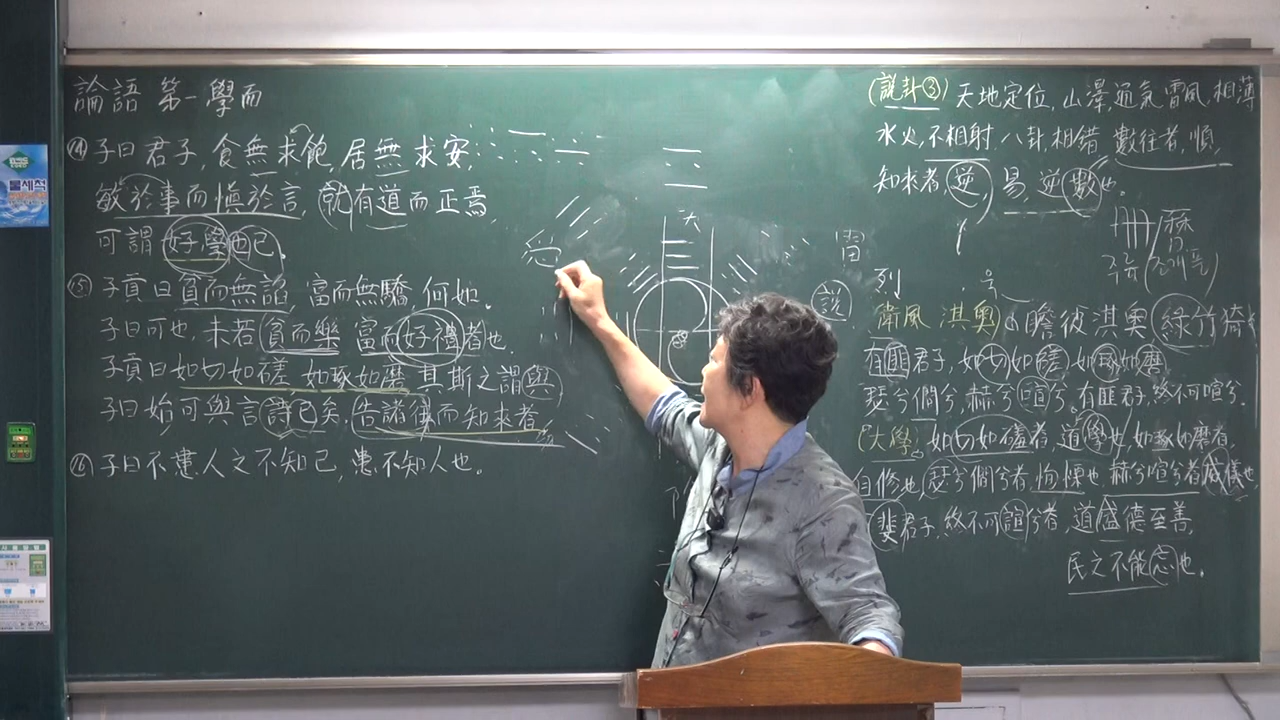 論語 第一 學而
⑭ 子曰 君子, 食無求飽, 居無求安,
敏於事而愼於言, 就有道而正焉,
可謂好學也已.
⑮ 子貢曰 貧而無諂 富而無驕 何如.
子曰可也, 未若貧而樂 富而好禮者也.
子貢曰 如切如磋 如琢如磨 其斯之謂與,
子曰 始可與言詩已矣, 告諸往而知來者,
⑯ 子曰 不患人之不知己, 患不知人也.
天
雷
說
(說卦③) 天地定位, 山澤通氣 雷風相薄
水火, 不相射, 八卦相錯 數往者, 順,
知來者, 逆, 易, 逆數也.
烈
衛風 淇奧 瞻彼淇奧 綠竹猗
有匪君子, 如切如磋, 如琢如磨
瑟兮僩兮, 赫兮喧兮, 有匪君子, 終不可喧兮.
(大學) 如切如磋者, 道學也, 如琢如磨者,
自修也, 瑟兮僩兮者, 恂慄也 赫兮喧兮者 威儀也,
斐君子, 終不可諠兮者, 道盛德至善,
民之不能忘也.
물세척